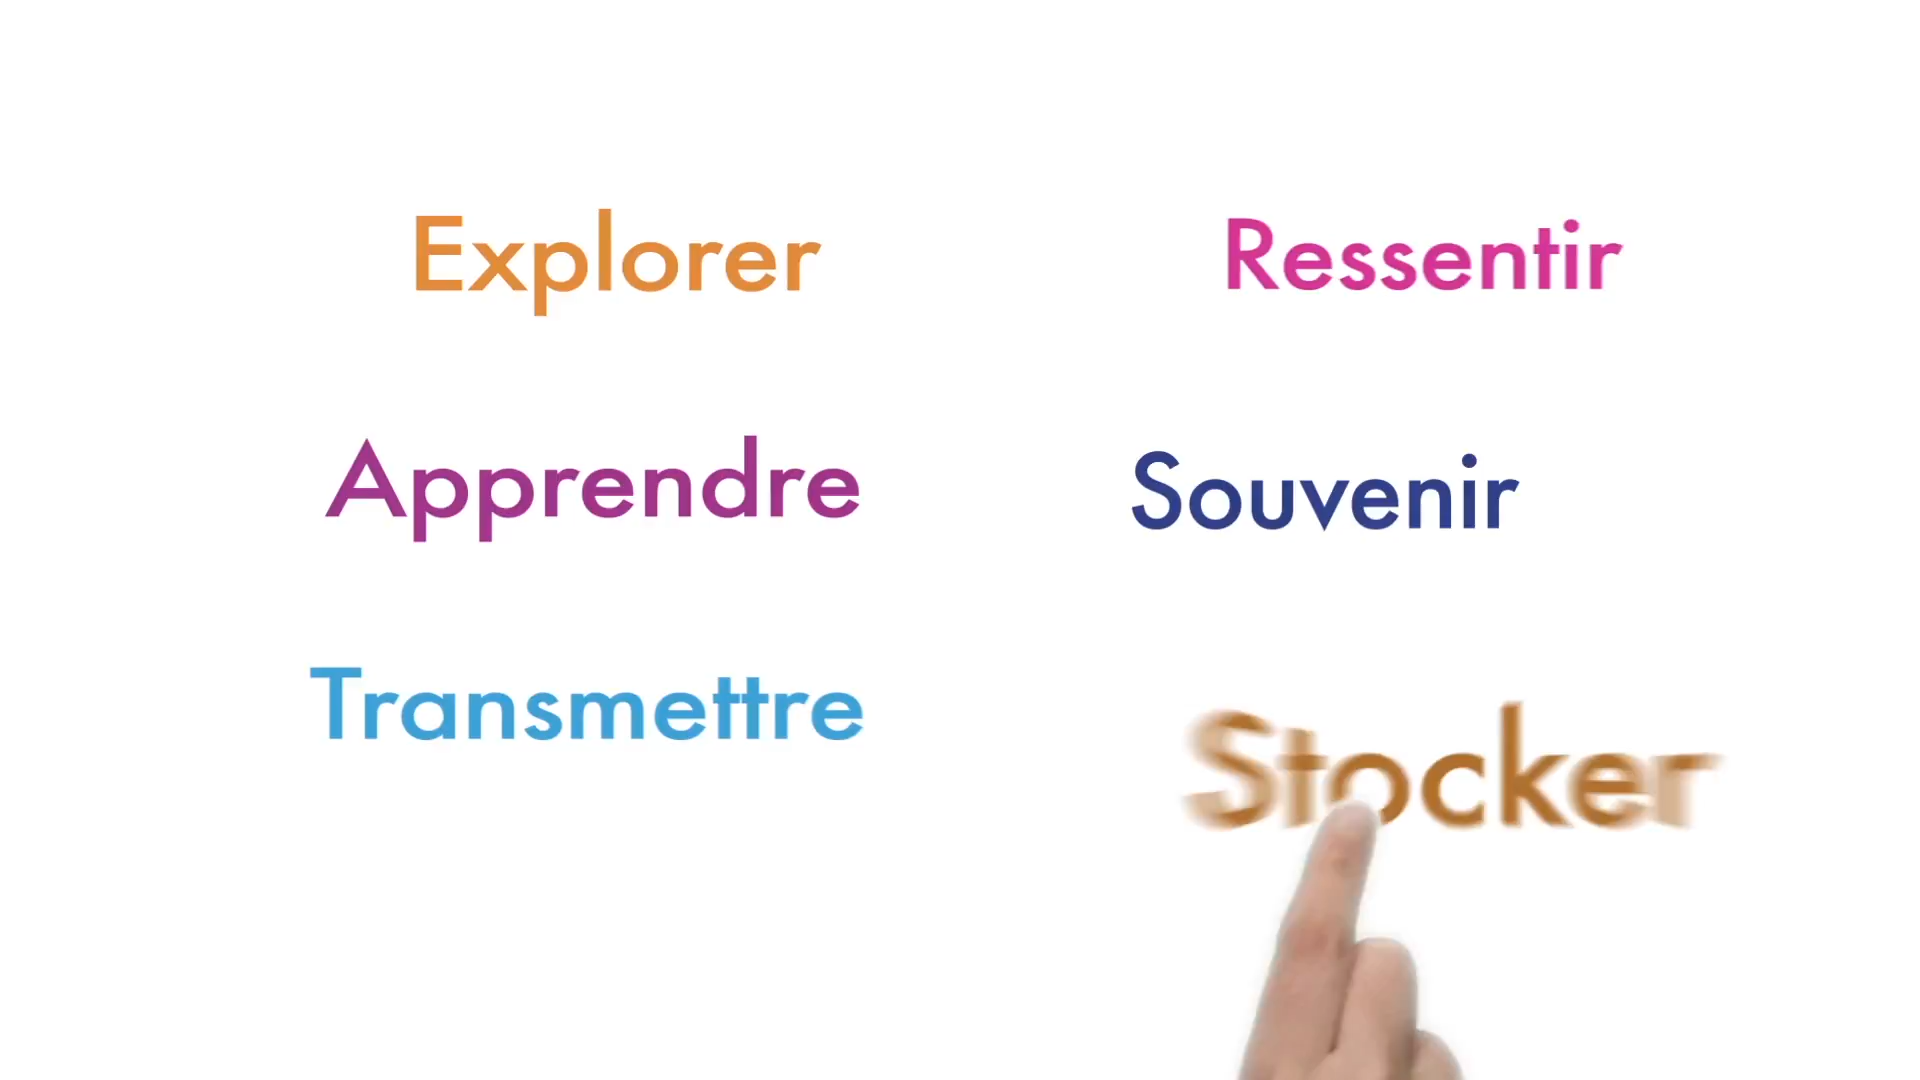 Explorer
Ressentir
Apprendre
Souvenir
Transmettre
Stocker